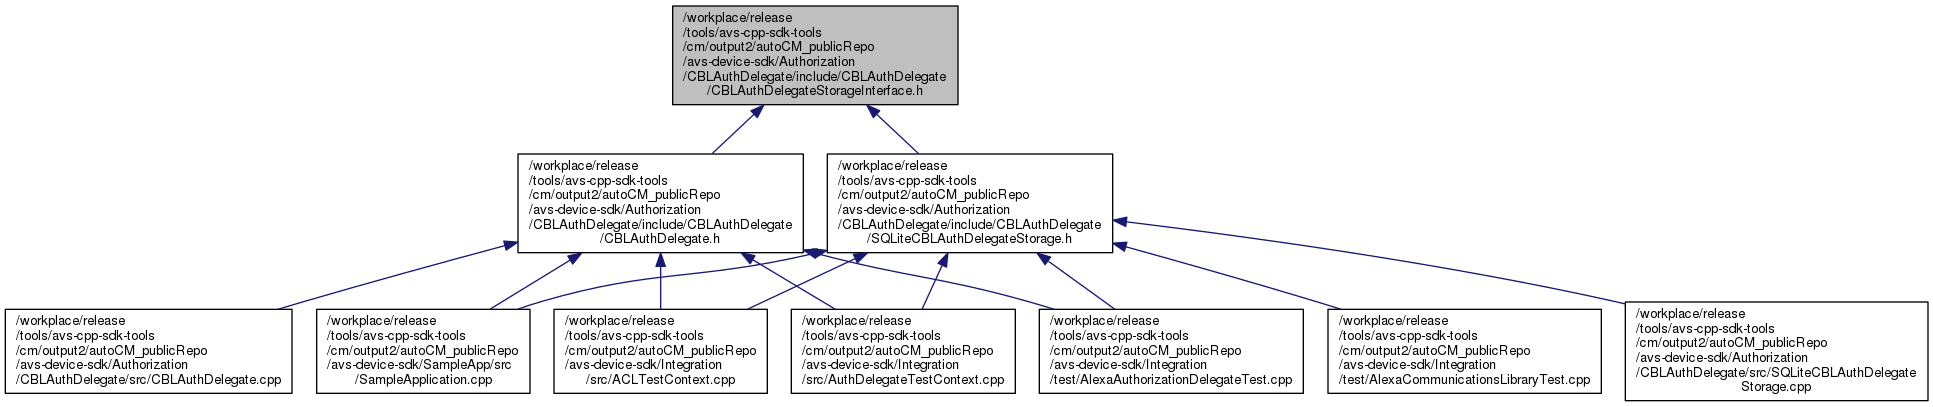 /workplace/release
/tools/avs-cpp-sdk-tools
/cm/output2/autoCM_publicRepo
/avs-device-sdk/Authorization
/CBLAuthDelegate/include/CBLAuthDelegate
/CBLAuthDelegateStorageInterface.h
/workplace/release
/tools/avs-cpp-sdk-tools
/cm/output2/autoCM_publicRepo
/avs-device-sdk/Authorization
/CBLAuthDelegate/include/CBLAuthDelegate
/CBLAuthDelegate.h
/workplace/release
/tools/avs-cpp-sdk-tools
/cm/output2/autoCM_publicRepo
/avs-device-sdk/Authorization
/CBLAuthDelegate/include/CBLAuthDelegate
/SQLiteCBLAuthDelegateStorage.h
/workplace/release
/tools/avs-cpp-sdk-tools
/cm/output2/autoCM_publicRepo
/avs-device-sdk/Authorization
/CBLAuthDelegate/src/CBLAuthDelegate.cpp
/workplace/release
/tools/avs-cpp-sdk-tools
/cm/output2/autoCM_publicRepo
/avs-device-sdk/SampleApp/src
/SampleApplication.cpp
/workplace/release
/tools/avs-cpp-sdk-tools
/cm/output2/autoCM_publicRepo
/avs-device-sdk/Integration
/src/ACLTestContext.cpp
/workplace/release
/tools/avs-cpp-sdk-tools
/cm/output2/autoCM_publicRepo
/avs-device-sdk/Integration
/src/AuthDelegateTestContext.cpp
/workplace/release
/tools/avs-cpp-sdk-tools
/cm/output2/autoCM_publicRepo
/avs-device-sdk/Integration
/test/AlexaAuthorizationDelegateTest.cpp
/workplace/release
/tools/avs-cpp-sdk-tools
/cm/output2/autoCM_publicRepo
/avs-device-sdk/Integration
/test/AlexaCommunicationsLibraryTest.cpp
/workplace/release
/tools/avs-cpp-sdk-tools
/cm/output2/autoCM_publicRepo
/avs-device-sdk/Authorization
/CBLAuthDelegate/src/SQLiteCBLAuthDelegate
Storage.cpp